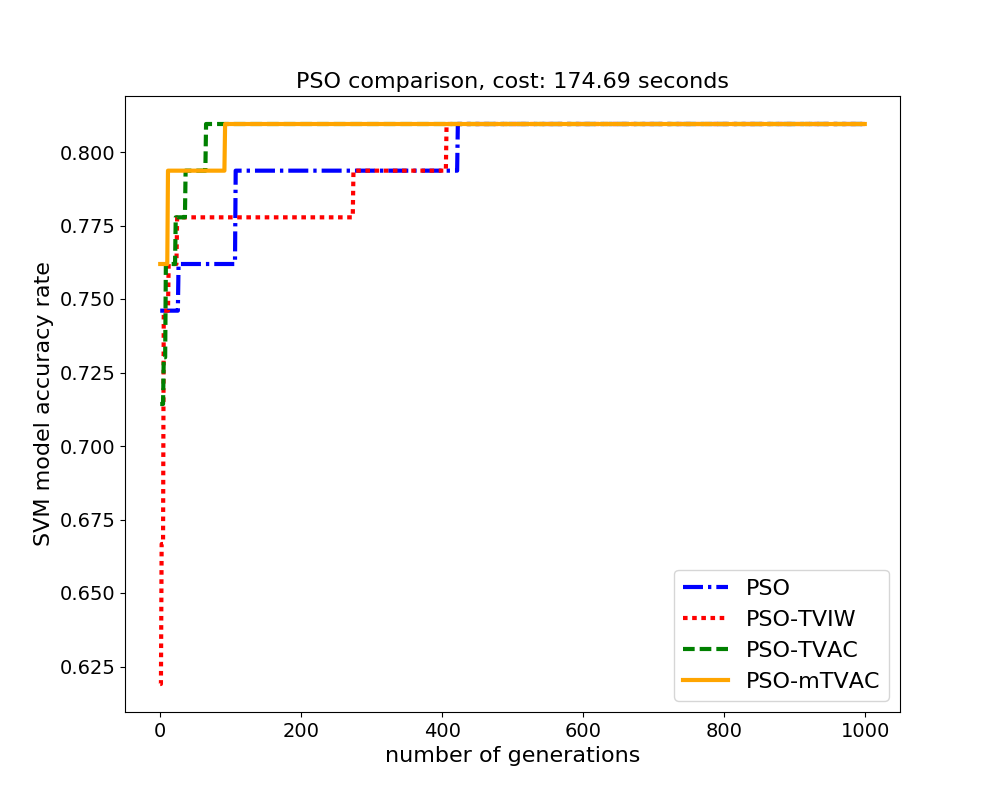 PSO comparison, cost: 174.69 seconds
SVM model accuracy rate
0.800
0.775
0.750
0.725
0.700
0.675
0.650
0.625
PSO
PSO-TVIW
PSO-TVAC
PSO-mTVAC
0 200 400 600 800 1000
number of generations